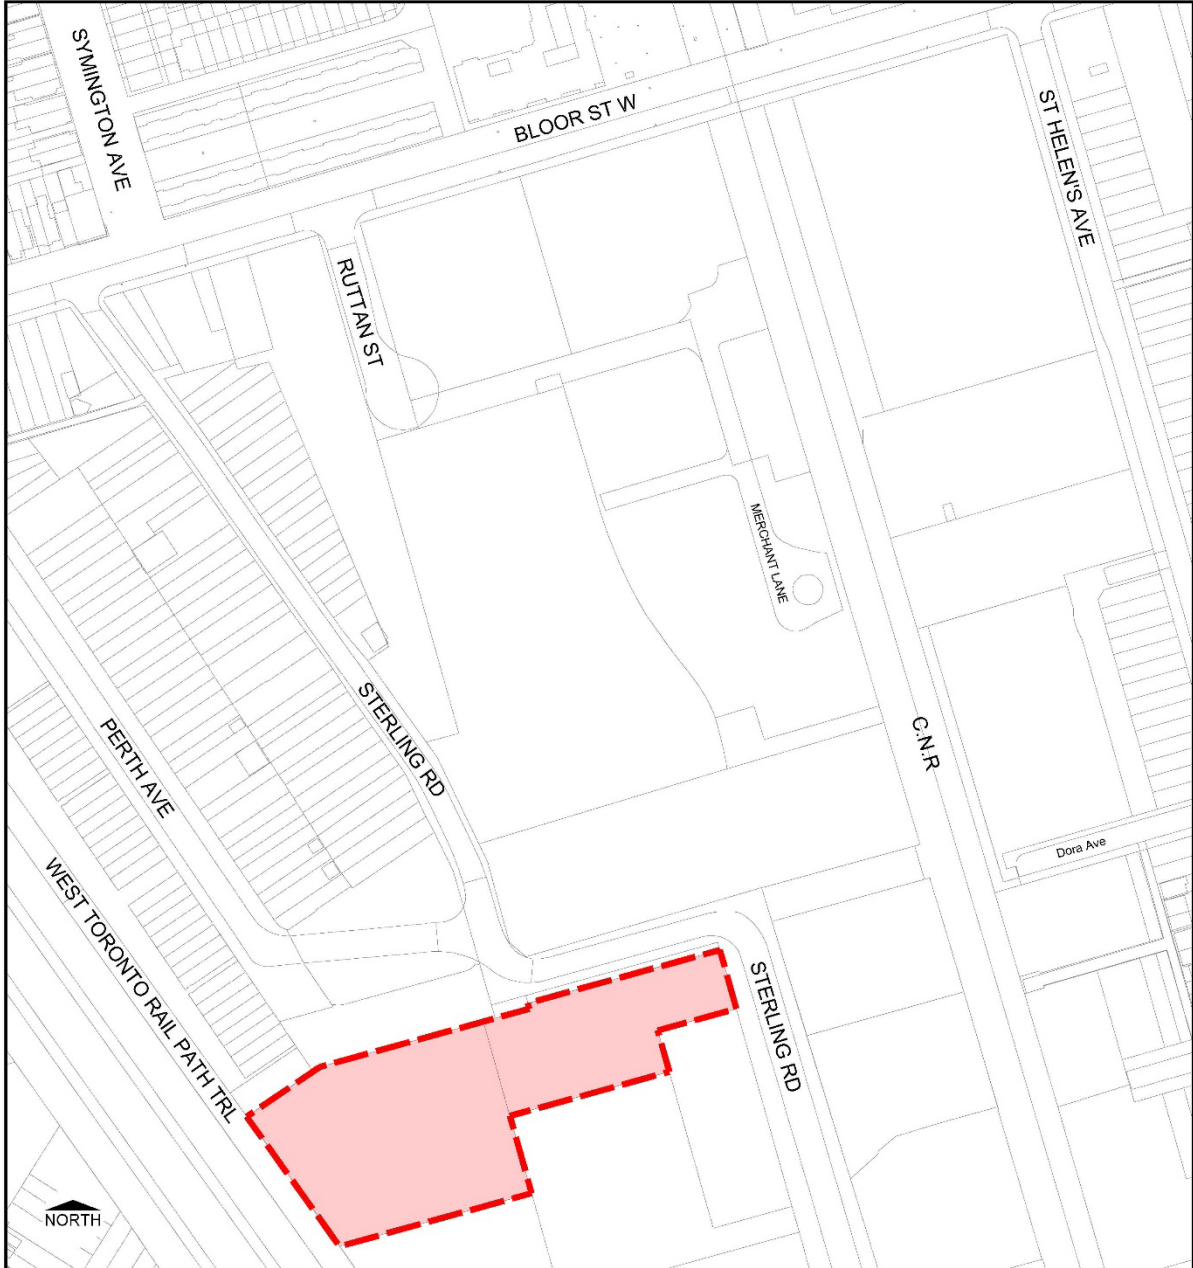 SYMINGTON AVE
BLOOR ST W
ST HELEN'S AVE
RUTTAN ST
MERCHANT LANE
STERLING RD
PERTH AVE
C.N.R
Dora Ave
WEST TORONTO RAIL PATH TRL
STERLING RD
NORTH